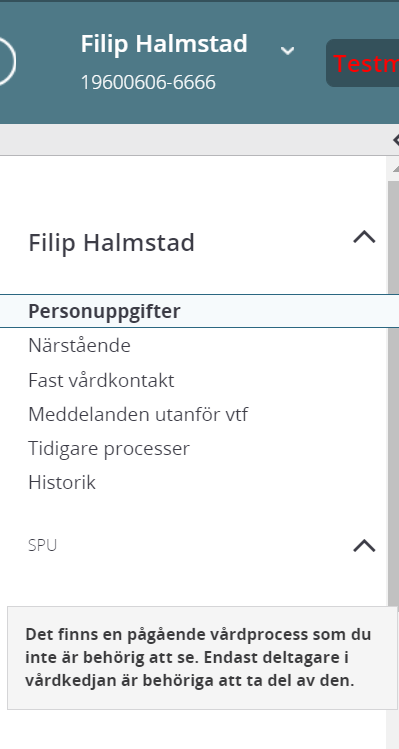 Filip Halmstad
19600606-6666
Filip Halmstad
Personuppgifter
Närstående
Fast vårdkontakt
Meddelanden utanför vtf
Tidigare processer
Historik
SPU
Det finns en pågående vårdprocess som du
inte är behörig att se. Endast deltagare i
vårdkedjan är behöriga att ta del av den.